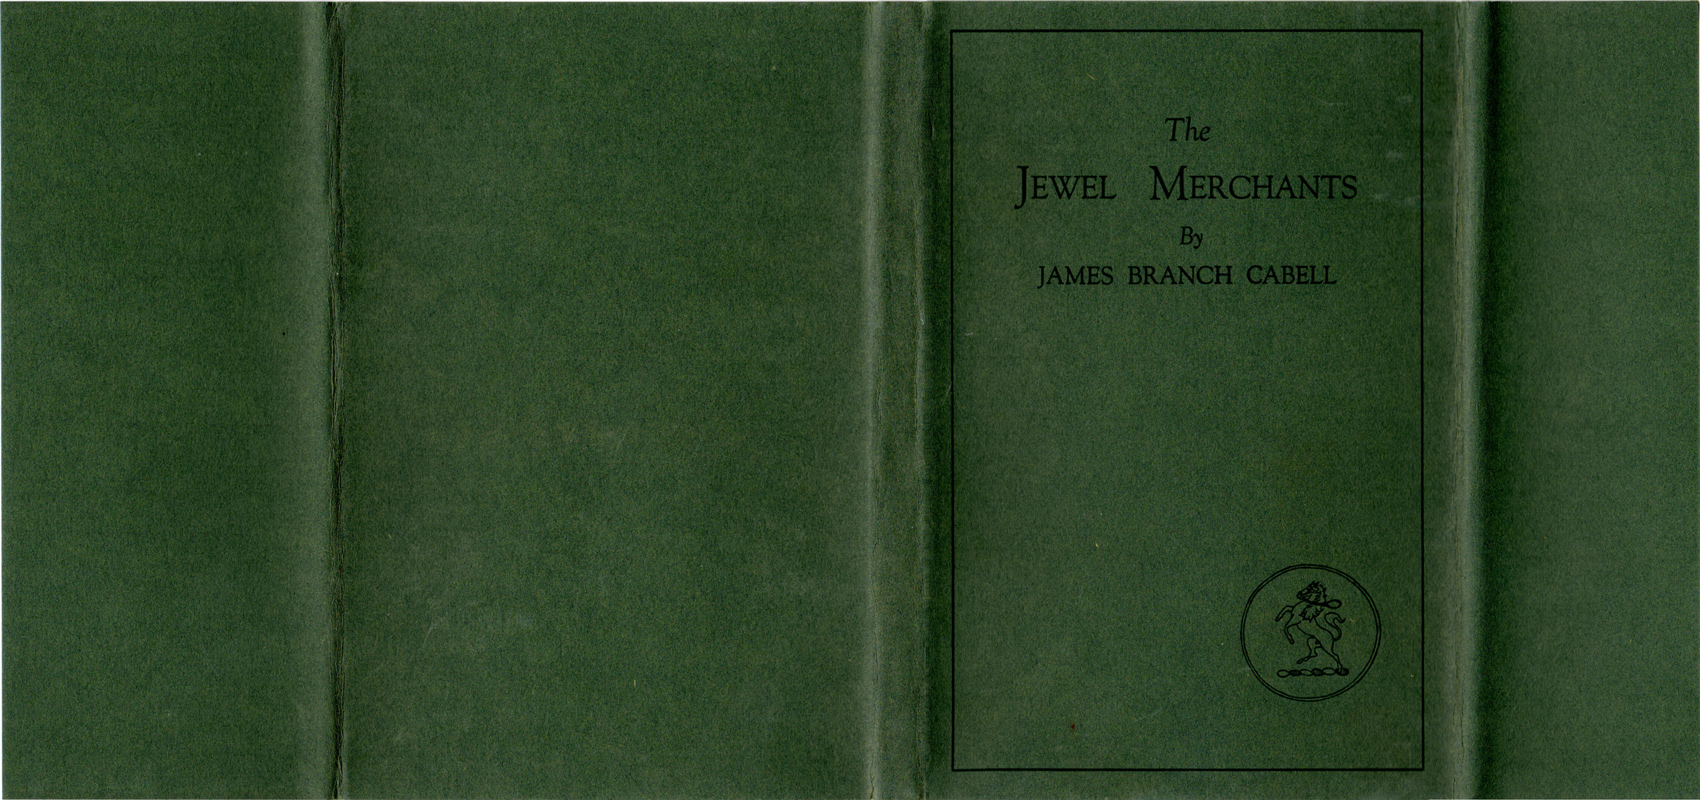 The
JEWEL MERCHANTS
By
JAMES BRANCH CABELL